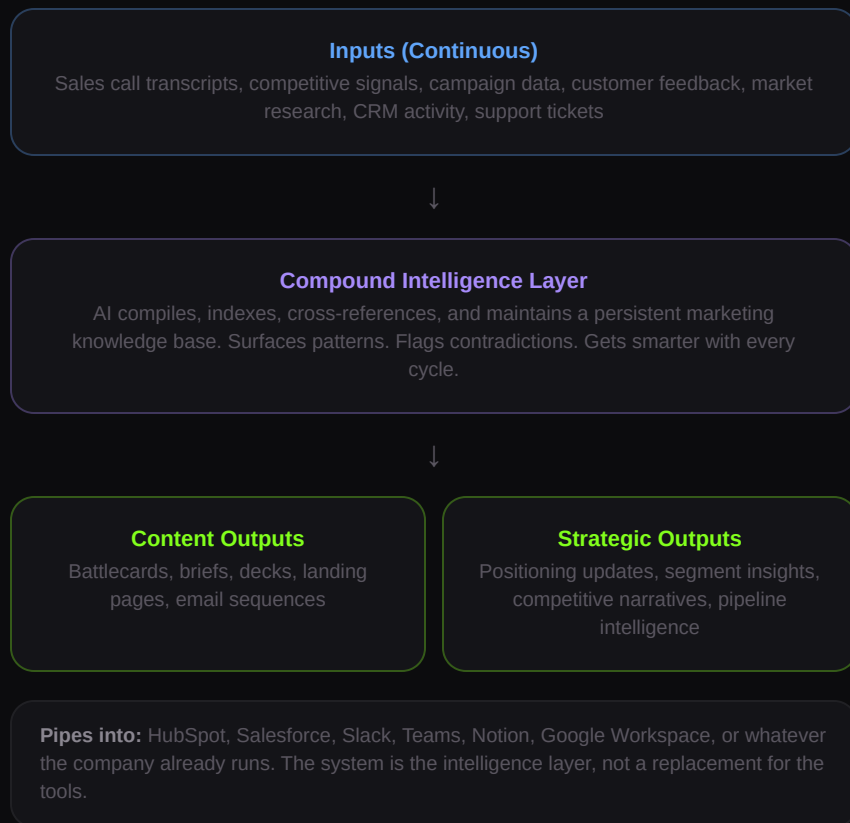 Inputs (Continuous)
Sales call transcripts, competitive signals, campaign data, customer feedback, market
research, CRM activity, support tickets
↓
Compound Intelligence Layer
AI compiles, indexes, cross-references, and maintains a persistent marketing
knowledge base. Surfaces patterns. Flags contradictions. Gets smarter with every
cycle.
↓
Content Outputs
Battlecards, briefs, decks, landing
pages, email sequences
Strategic Outputs
Positioning updates, segment insights,
competitive narratives, pipeline
intelligence
Pipes into: HubSpot, Salesforce, Slack, Teams, Notion, Google Workspace, or whatever
the company already runs. The system is the intelligence layer, not a replacement for the
tools.